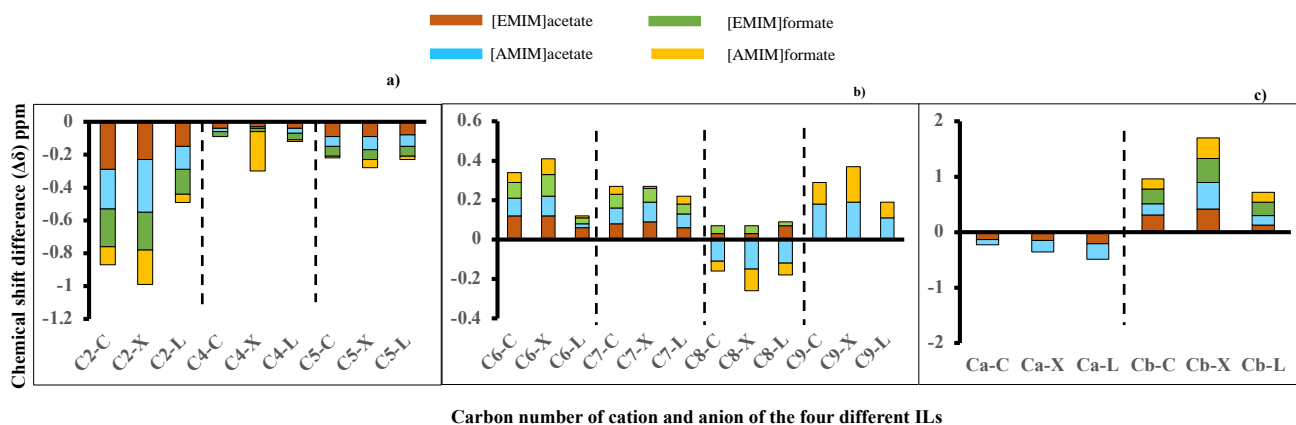 [EMIM]acetate
[EMIM]formate
[AMIM]acetate
[AMIM]formate
a)
b)
c)
Chemical shift difference (Δδ) ppm
0
-0.2
-0.4
-0.6
-0.8
-1
-1.2
C2-C
C2-X
C2-L
C4-C
C4-X
C4-L
C5-C
C5-X
C5-L
0.6
0.4
0.2
0
-0.2
-0.4
C6-C
C6-X
C6-L
C7-C
C7-X
C7-L
C8-C
C8-X
C8-L
C9-C
C9-X
C9-L
2
1
0
-1
-2
Ca-C Ca-X Ca-L Cb-C Cb-X Cb-L
Carbon number of cation and anion of the four different ILs